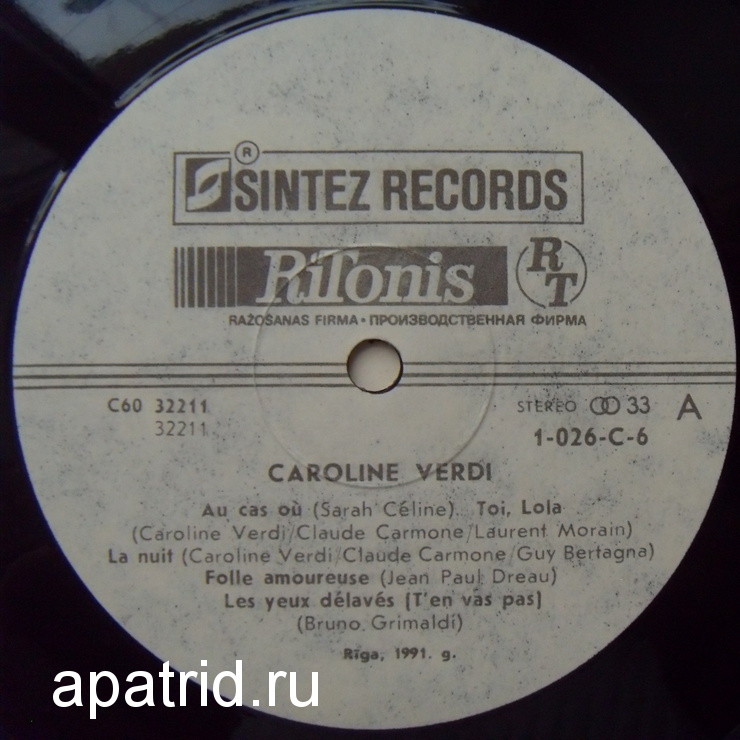 ®
SINTEZ RECORDS
RiTonis RT
RAŽOŠANAS FIRMA • ПРОИЗВОДСТВЕННАЯ ФИРМА
C60 32211 STEREO 33 A
32211 1-026-C-6
CAROLINE VERDI
Au cas où (Sarah Céline). Toi, Lola
(Caroline Verdi/Claude Carmone/Laurent Morain)
La nuit (Caroline Verdi/Claude Carmone/Guy Bertagna)
Folle amoureuse (Jean Paul Dreau)
Les yeux délavés (T'en vas pas)
(Bruno Grimaldi)
Rīga, 1991. g.
apatrid.ru